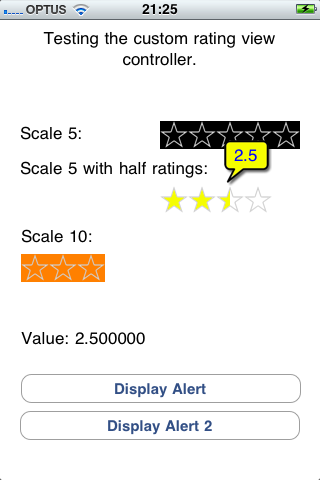 OPTUS 21:25
Testing the custom rating view
controller.
Scale 5:
2.5
Scale 5 with half ratings:
Scale 10:
Value: 2.500000
Display Alert
Display Alert 2